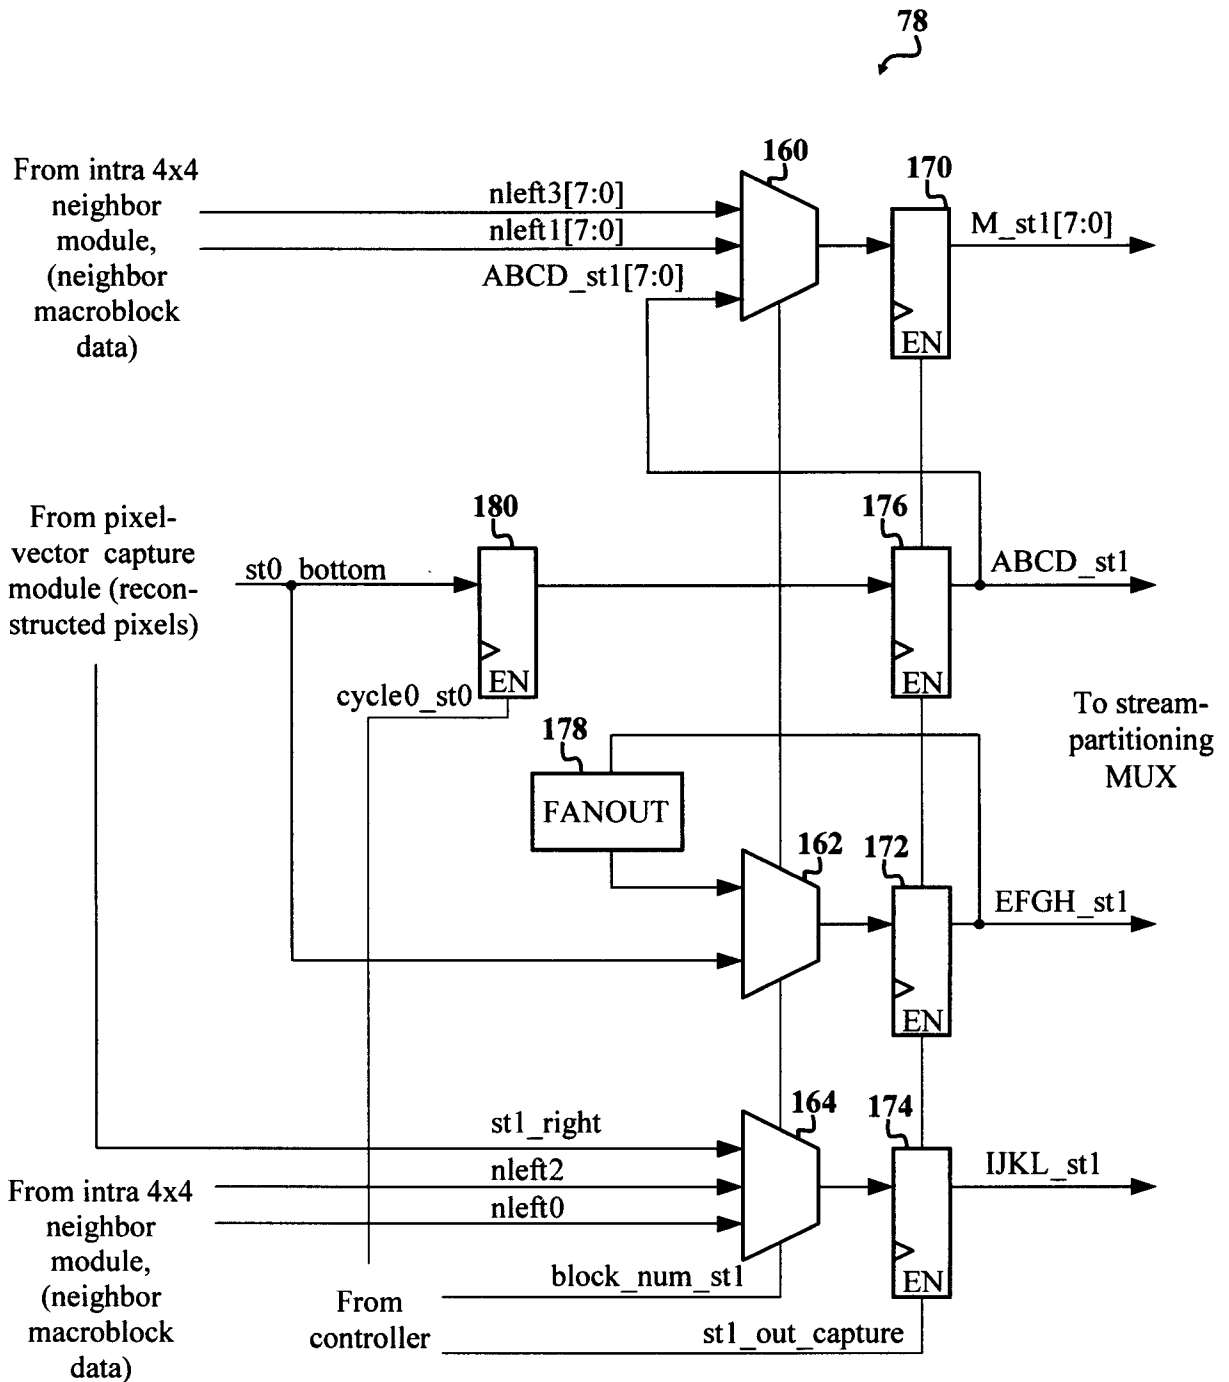 78
From intra 4x4
neighbor
module,
(neighbor
macroblock
data)
nleft3[7:0]
nleft1[7:0]
ABCD_st1[7:0]
160
170
EN
M_st1[7:0]
From pixel-
vector capture
module (recon-
structed pixels)
st0_bottom
180
EN
cycle0_st0
176
EN
ABCD_st1
To stream-
partitioning
MUX
178
FANOUT
162
172
EN
EFGH_st1
st1_right
nleft2
nleft0
164
174
EN
IJKL_st1
From intra 4x4
neighbor
module,
(neighbor
macroblock
data)
From
controller
block_num_st1
st1_out_capture